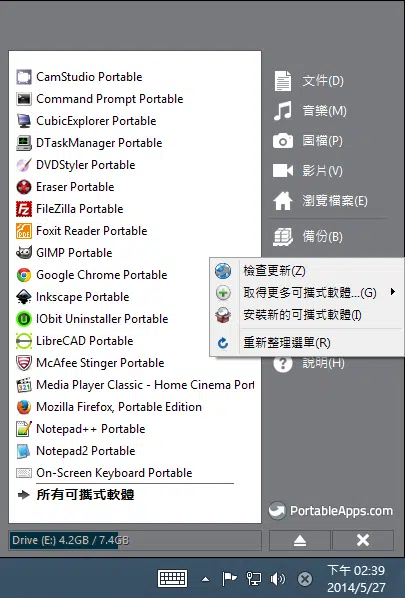 CamStudio Portable
Command Prompt Portable
CubicExplorer Portable
DTaskManager Portable
DVDStyler Portable
Eraser Portable
FileZilla Portable
Foxit Reader Portable
GIMP Portable
Google Chrome Portable
Inkscape Portable
IObit Uninstaller Portable
LibreCAD Portable
McAfee Stinger Portable
Media Player Classic - Home Cinema Port
Mozilla Firefox, Portable Edition
Notepad++ Portable
Notepad2 Portable
On-Screen Keyboard Portable
所有可攜式軟體
Drive (E:) 4.2GB / 7.4GB
文件(D)
音樂(M)
圖檔(P)
影片(V)
瀏覽檔案(E)
備份(B)
檢查更新(Z)
取得更多可攜式軟體...(G)
安裝新的可攜式軟體(I)
重新整理選單(R)
說明(H)
PortableApps.com
下午 02:39
2014/5/27